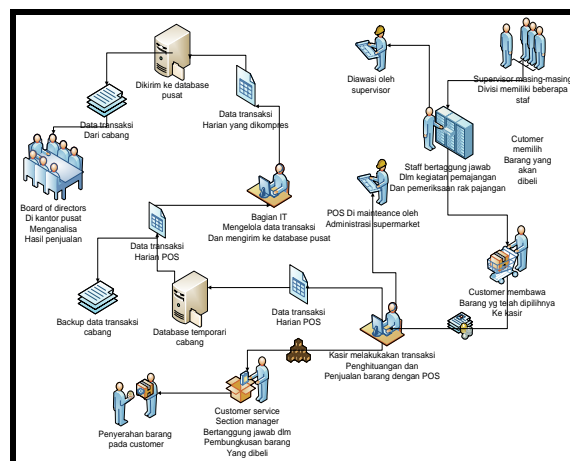 Dikirim ke database
pusat
Data transaksi
Dari cabang
Data transaksi
Harian yang dikompres
Diawasi oleh
supervisor
Supervisor masing-masing
Divisi memiliki beberapa
staf
Staff bertaggung jawab
Dlm kegiatan pemajangan
Dan pemeriksaan rak pajangan
Cutomer
memilih
Barang yang
akan
dibeli
Board of directors
Di kantor pusat
Menganalisa
Hasil penjualan
Bagian IT
Mengelola data transaksi
Dan mengirim ke database pusat
POS Di mainteance oleh
Administrasi supermarket
Data transaksi
Harian POS
Customer membawa
Barang yg telah dipilihnya
Ke kasir
Backup data transaksi
cabang
Database temporari
cabang
Data transaksi
Harian POS
Kasir melakukakan transaksi
Penghituangan dan
Penjualan barang dengan POS
Penyerahan barang
pada customer
Customer service
Section manager
Bertanggung jawab dlm
Pembungkusan barang
Yang dibeli